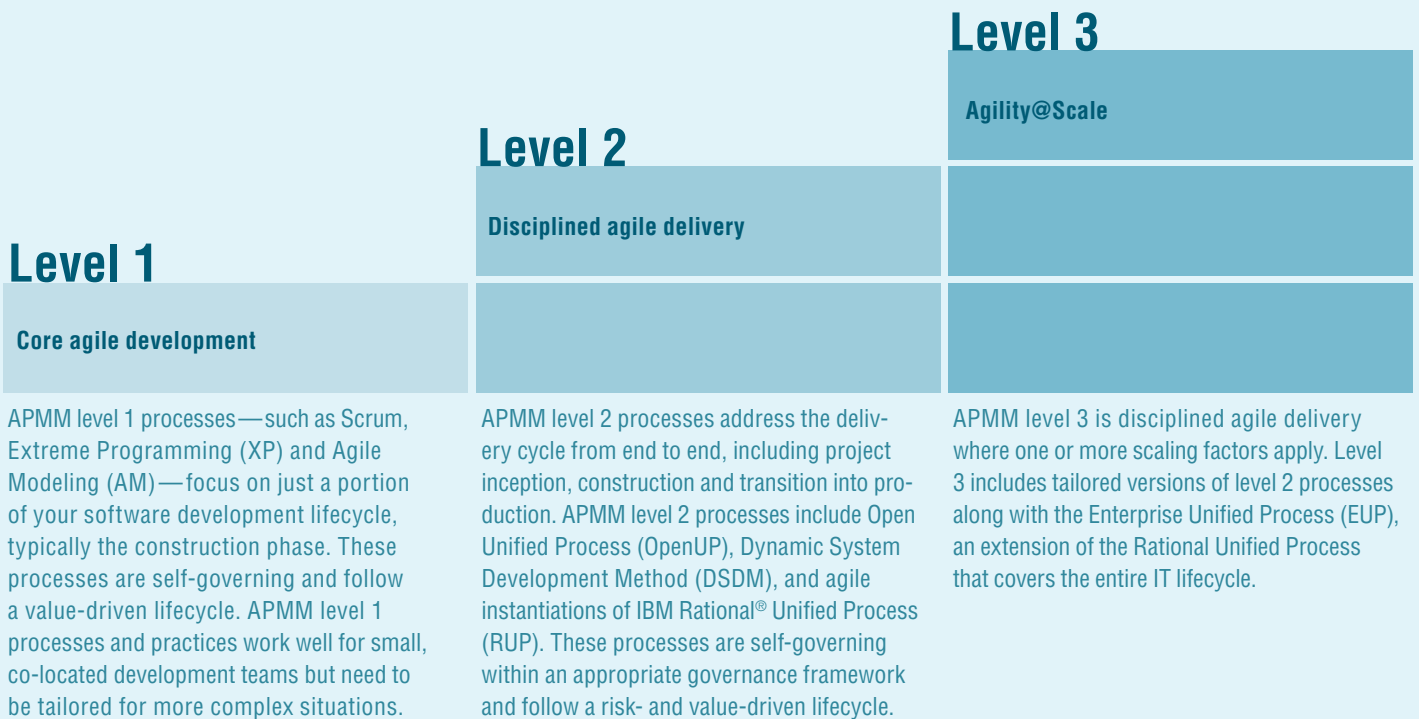 Level 3
Agility@Scale
Level 2
Disciplined agile delivery
Level 1
Core agile development
APMM level 1 processes—such as Scrum,
Extreme Programming (XP) and Agile
Modeling (AM)—focus on just a portion
of your software development lifecycle,
typically the construction phase. These
processes are self-governing and follow
a value-driven lifecycle. APMM level 1
processes and practices work well for small,
co-located development teams but need to
be tailored for more complex situations.
APMM level 2 processes address the deliv-
ery cycle from end to end, including project
inception, construction and transition into pro-
duction. APMM level 2 processes include Open
Unified Process (OpenUP), Dynamic System
Development Method (DSDM), and agile
instantiations of IBM Rational® Unified Process
(RUP). These processes are self-governing
within an appropriate governance framework
and follow a risk- and value-driven lifecycle.
APMM level 3 is disciplined agile delivery
where one or more scaling factors apply. Level
3 includes tailored versions of level 2 processes
along with the Enterprise Unified Process (EUP),
an extension of the Rational Unified Process
that covers the entire IT lifecycle.